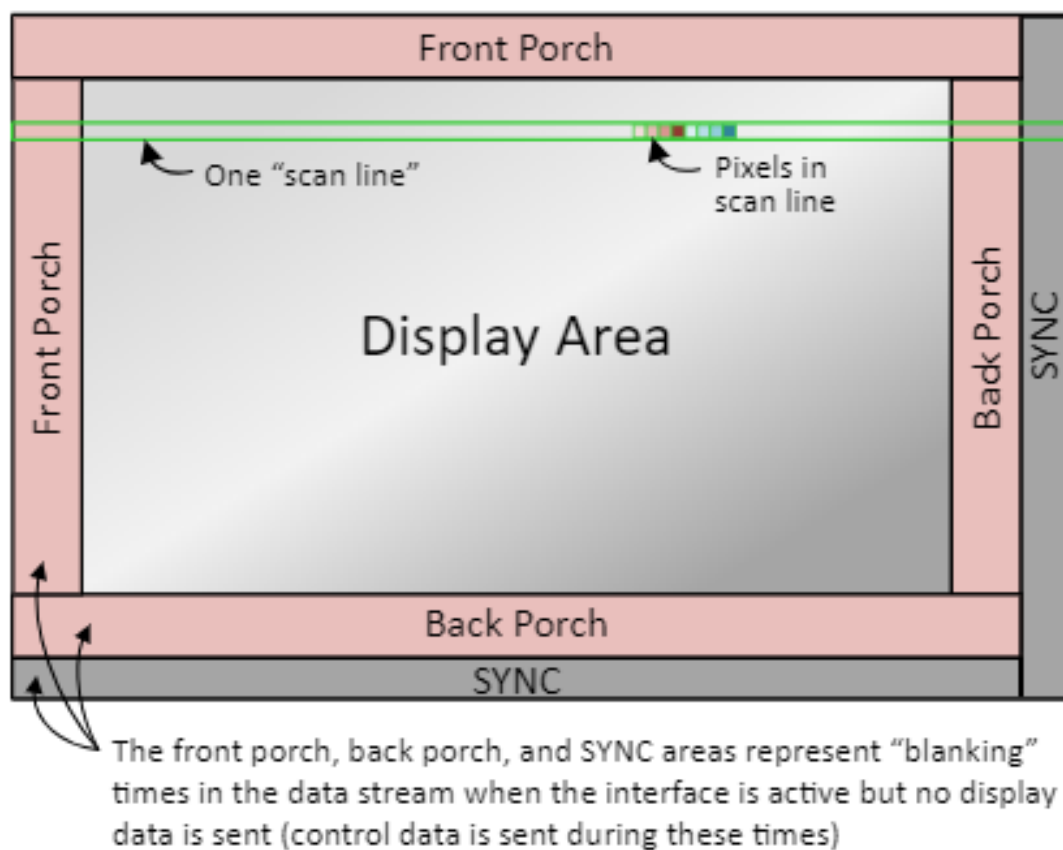 Front Porch
One “scan line”
Pixels in
scan line
Front Porch
Display Area
Back Porch
SYNC
Back Porch
SYNC
The front porch, back porch, and SYNC areas represent “blanking”
times in the data stream when the interface is active but no display
data is sent (control data is sent during these times)